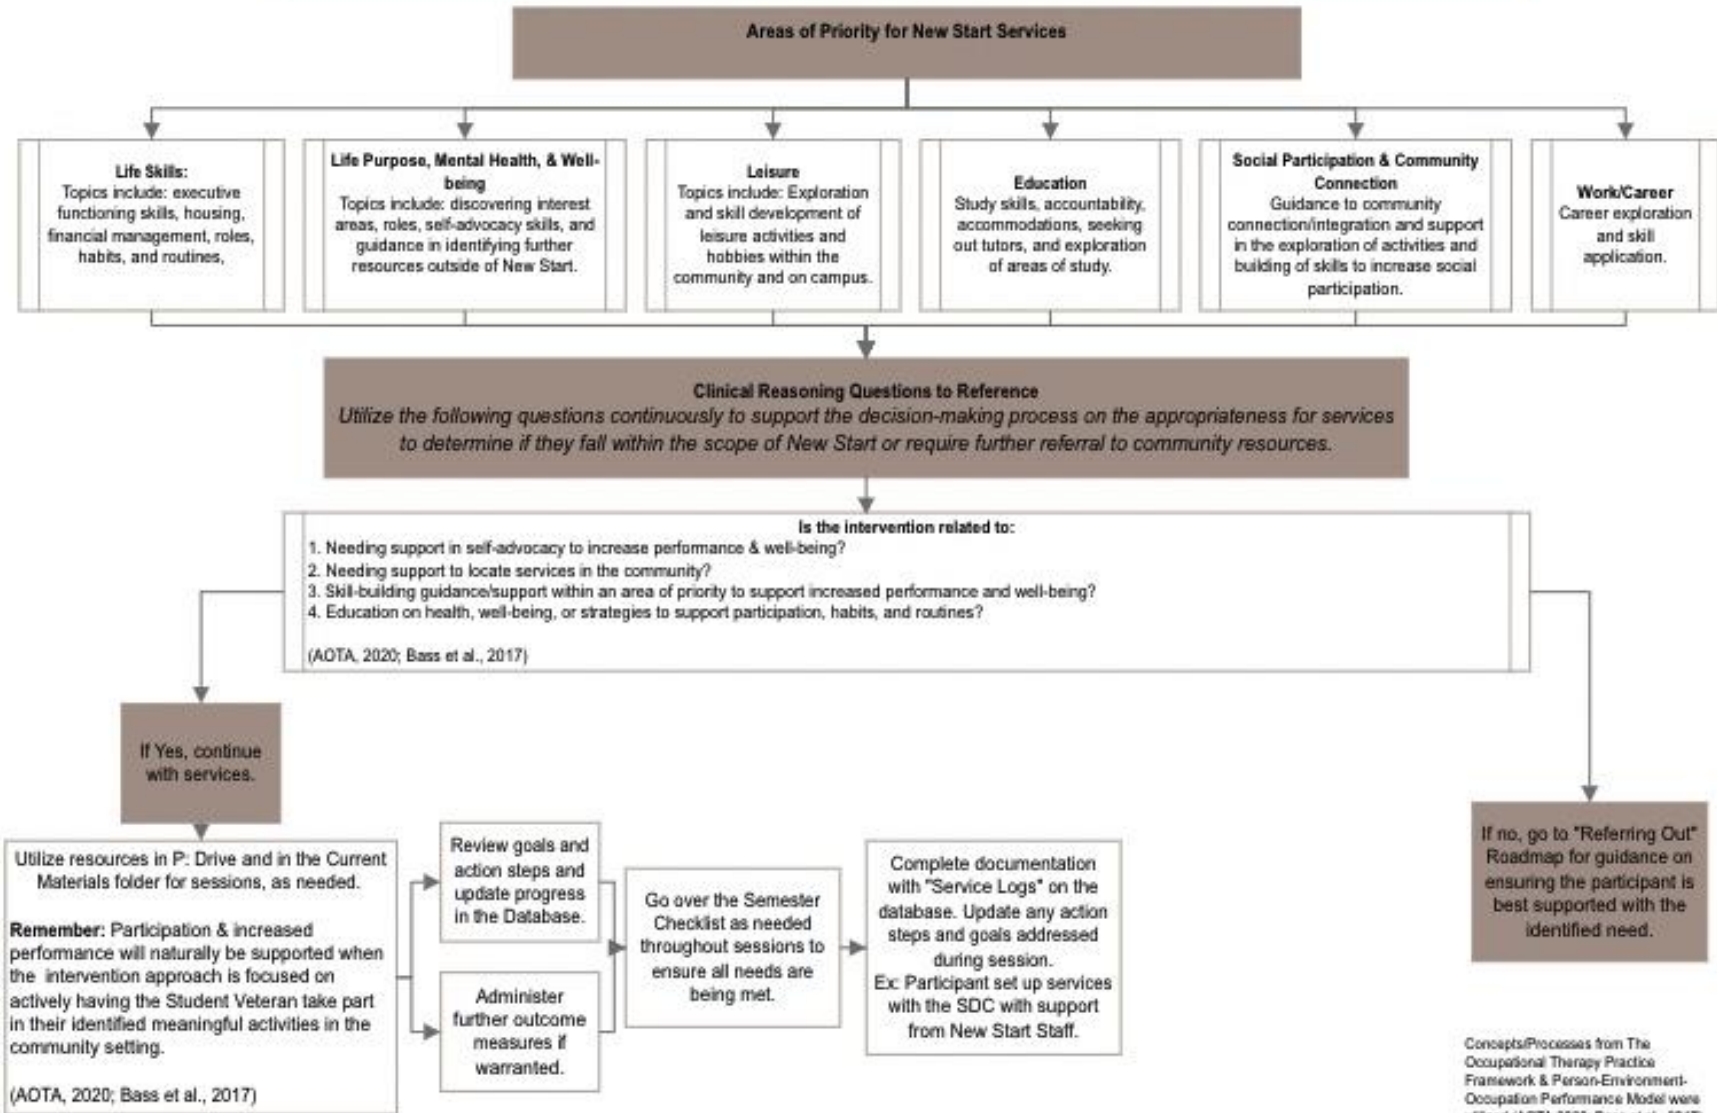 Areas of Priority for New Start Services
Life Skills:
Topics include: executive
functioning skills, housing,
financial management, roles,
habits, and routines,
Life Purpose, Mental Health, & Well-
being
Topics include: discovering interest
areas, roles, self-advocacy skills, and
guidance in identifying further
resources outside of New Start.
Leisure
Topics include: Exploration
and skill development of
leisure activities and
hobbies within the
community and on campus.
Education
Study skills, accountability,
accommodations, seeking
out tutors, and exploration
of areas of study.
Social Participation & Community
Connection
Guidance to community
connection/integration and support
in the exploration of activities and
building of skills to increase social
participation.
Work/Career
Career exploration
and skill
application.
Clinical Reasoning Questions to Reference
Utilize the following questions continuously to support the decision-making process on the appropriateness for services
to determine if they fall within the scope of New Start or require further referral to community resources.
Is the intervention related to:
1. Needing support in self-advocacy to increase performance & well-being?
2. Needing support to locate services in the community?
3. Skill-building guidance/support within an area of priority to support increased performance and well-being?
4. Education on health, well-being, or strategies to support participation, habits, and routines?
(AOTA, 2020; Bass et al., 2017)
If Yes, continue
with services.
Utilize resources in P: Drive and in the Current
Materials folder for sessions, as needed.
Remember: Participation & increased
performance will naturally be supported when
the intervention approach is focused on
actively having the Student Veteran take part
in their identified meaningful activities in the
community setting.
(AOTA, 2020; Bass et al., 2017)
Review goals and
action steps and
update progress
in the Database.
Administer
further outcome
measures if
warranted.
Go over the Semester
Checklist as needed
throughout sessions to
ensure all needs are
being met.
Complete documentation
with "Service Logs" on the
database. Update any action
steps and goals addressed
during session.
Ex: Participant set up services
with the SDC with support
from New Start Staff.
If no, go to "Referring Out"
Roadmap for guidance on
ensuring the participant is
best supported with the
identified need.
Concepts/Processes from The
Occupational Therapy Practice
Framework & Person-Environment-
Occupation Performance Model were